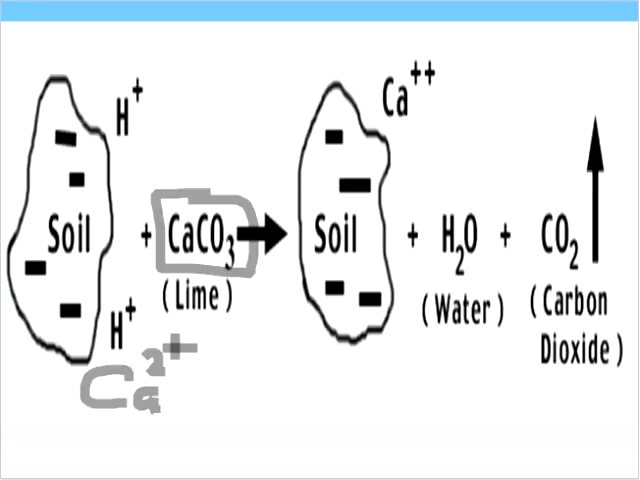 H⁺ Ca⁺⁺
Soil + CaCO₃ Soil + H₂O + CO₂
(Lime) (Water) (Carbon
Dioxide)
H⁺
Ca²⁺